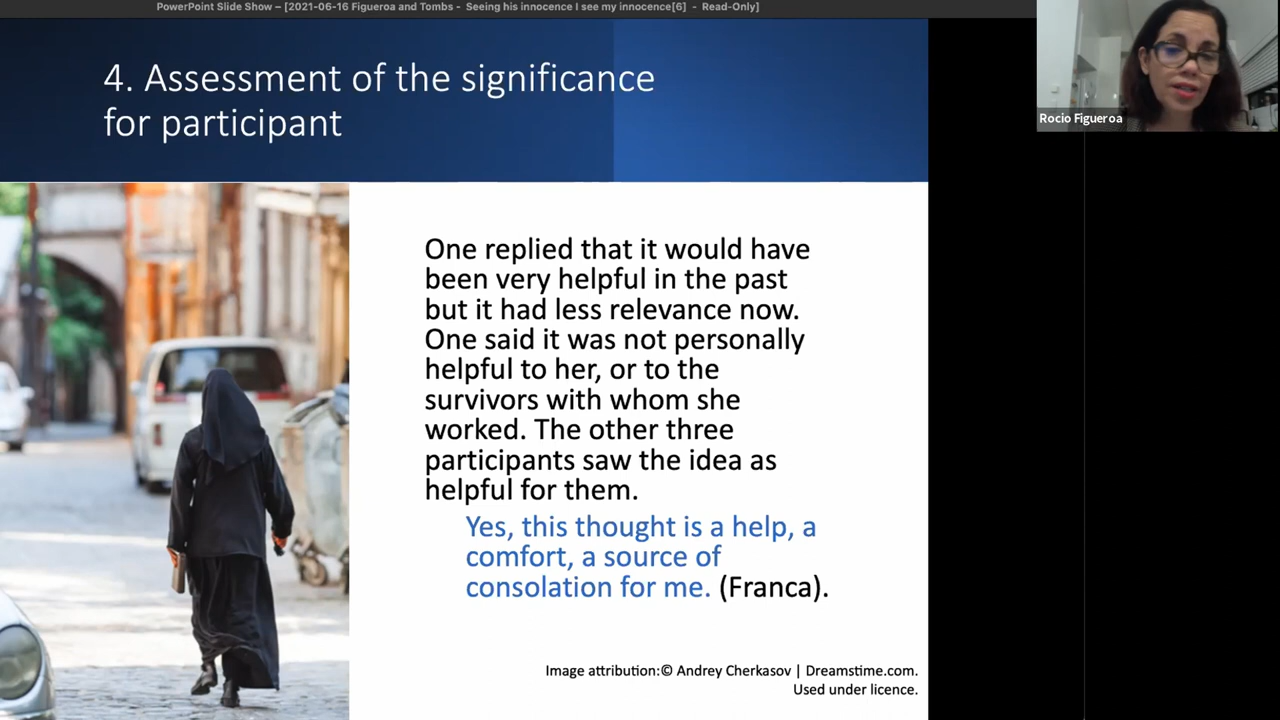 PowerPoint Slide Show – [2021-06-16 Figueroa and Tombs - Seeing his innocence I see my innocence[6] - Read-Only]
4. Assessment of the significance
for participant
Rocio Figueroa
One replied that it would have
been very helpful in the past
but it had less relevance now.
One said it was not personally
helpful to her, or to the
survivors with whom she
worked. The other three
participants saw the idea as
helpful for them.
Yes, this thought is a help, a
comfort, a source of
consolation for me. (Franca).
Image attribution:© Andrey Cherkasov | Dreamstime.com.
Used under licence.